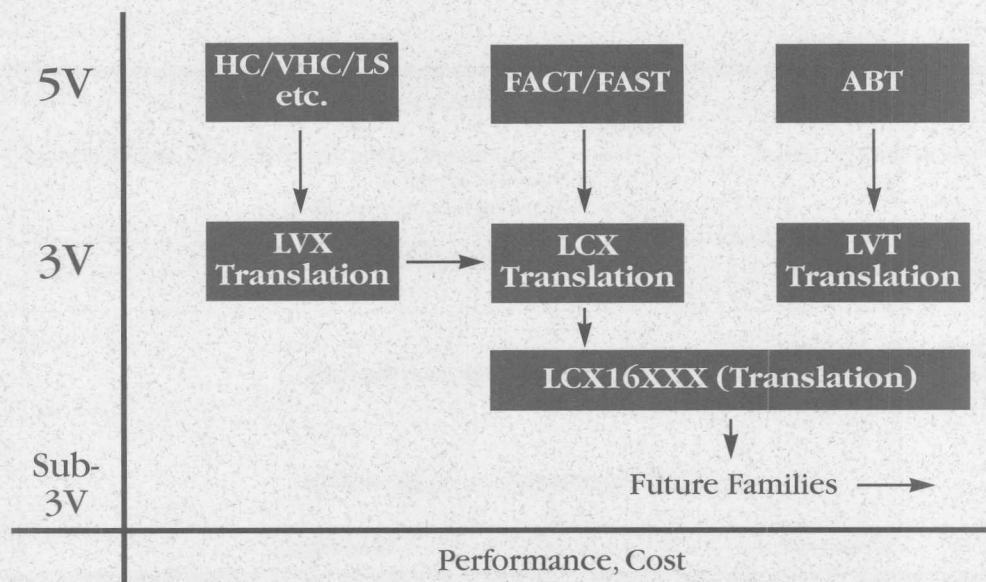 5V
HC/VHC/LS
etc.
FACT/FAST
ABT
3V
LVX
Translation
LCX
Translation
LVT
Translation
LCX16XXX (Translation)
Sub-
3V
Future Families
Performance, Cost